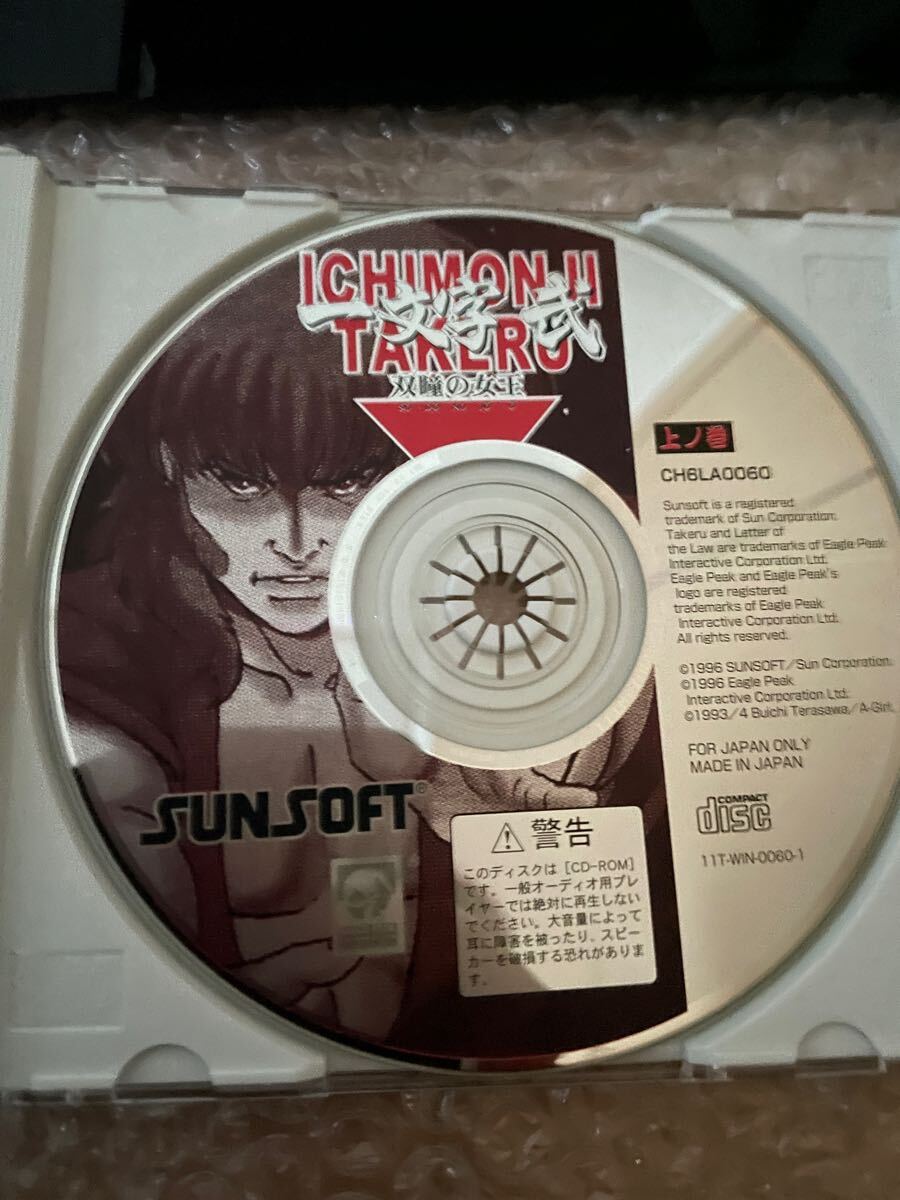 ICHIMONJI
一文字 武
TAKERU
双瞳の女王
上ノ巻
CH6LA0060
Sunsoft is a registered
trademark of Sun Corporation.
Takeru and Letter of
the Law are trademarks of Eagle Peak
Interactive Corporation Ltd.
Eagle Peak and Eagle Peak's
logo are registered
trademarks of Eagle Peak
Interactive Corporation Ltd.
All rights reserved.
©1996 SUNSOFT/Sun Corporation.
©1996 Eagle Peak
Interactive Corporation Ltd.
©1993/4 Buichi Terasawa/A-Girl.
FOR JAPAN ONLY
MADE IN JAPAN
COMPACT
disc
11T-WIN-0060-1
SUNSOFT®
警告
このディスクは[CD-ROM]
です。一般オーディオ用プレ
イヤーでは絶対に再生しない
でください。大音量によって
耳に障害を被ったり、スピー
カーを破損する恐れがありま
す。